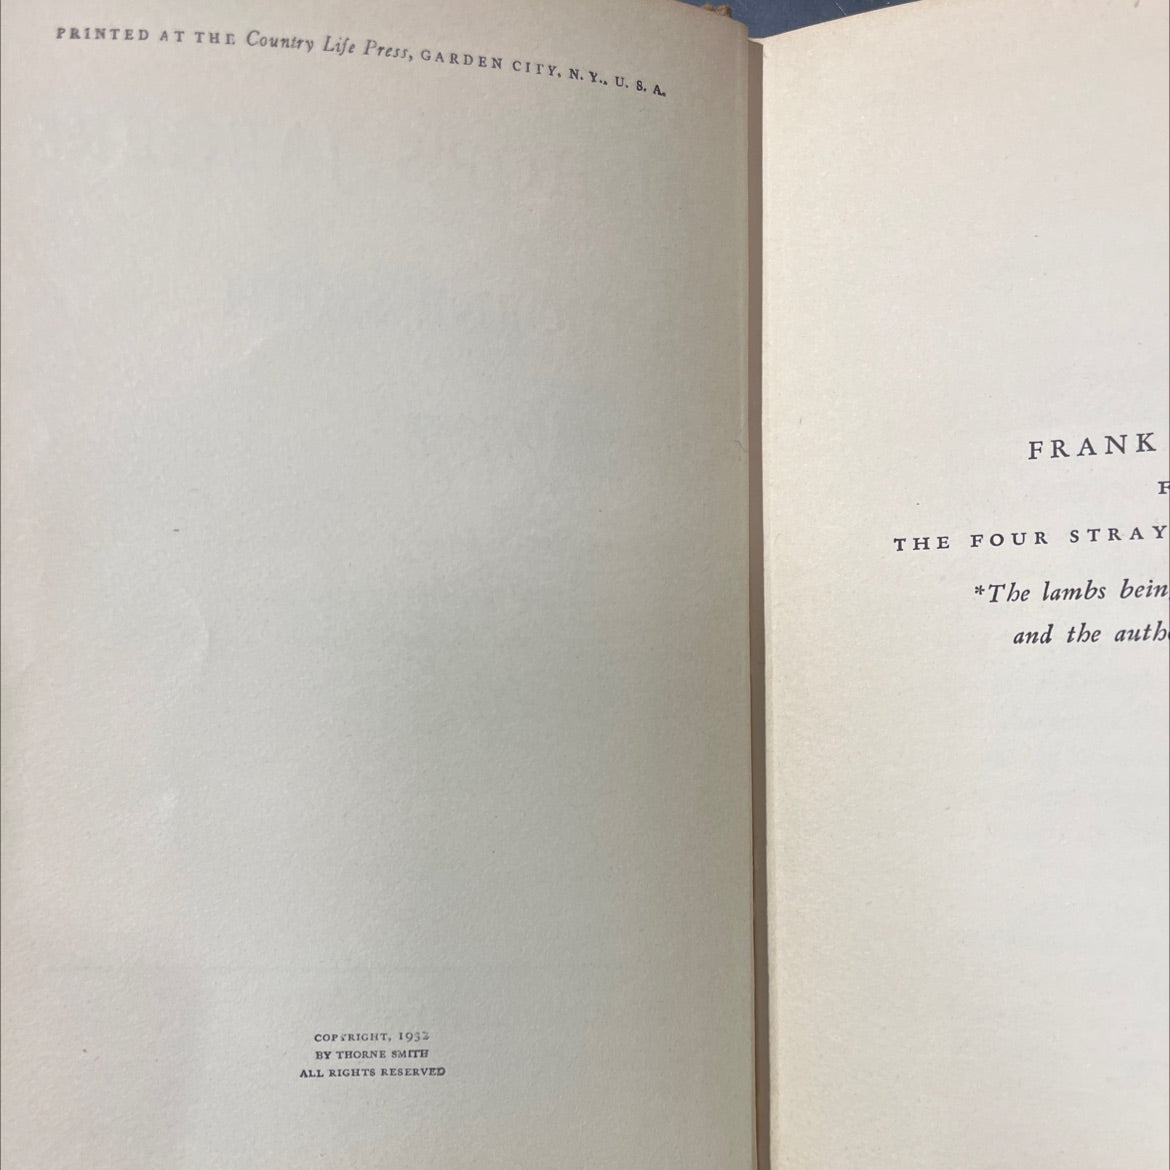 PRINTED AT THE Country Life Press, GARDEN CITY, N. Y., U. S. A.
COPYRIGHT, 1932
BY THORNE SMITH
ALL RIGHTS RESERVED
FRANK
F
THE FOUR STRAY
*The lambs bein
and the auth